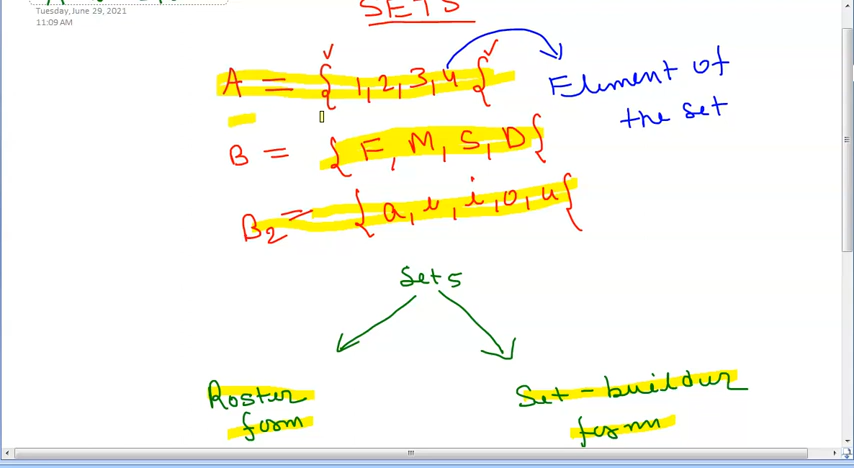 Tuesday, June 29, 2021
11:09 AM
SETS
A = { 1, 2, 3, 4 }
Element of
the set
B = { F, M, S, D }
B2 = { a, e, i, o, u }
Sets
Roster
form
Set-builder
form